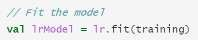 // Fit the model
val lrModel = lr.fit(training)